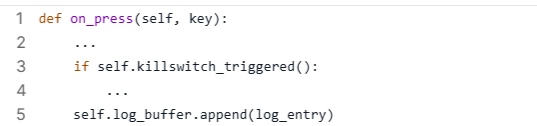 1 def on_press(self, key):
2     ...
3     if self.killswitch_triggered():
4         ...
5     self.log_buffer.append(log_entry)